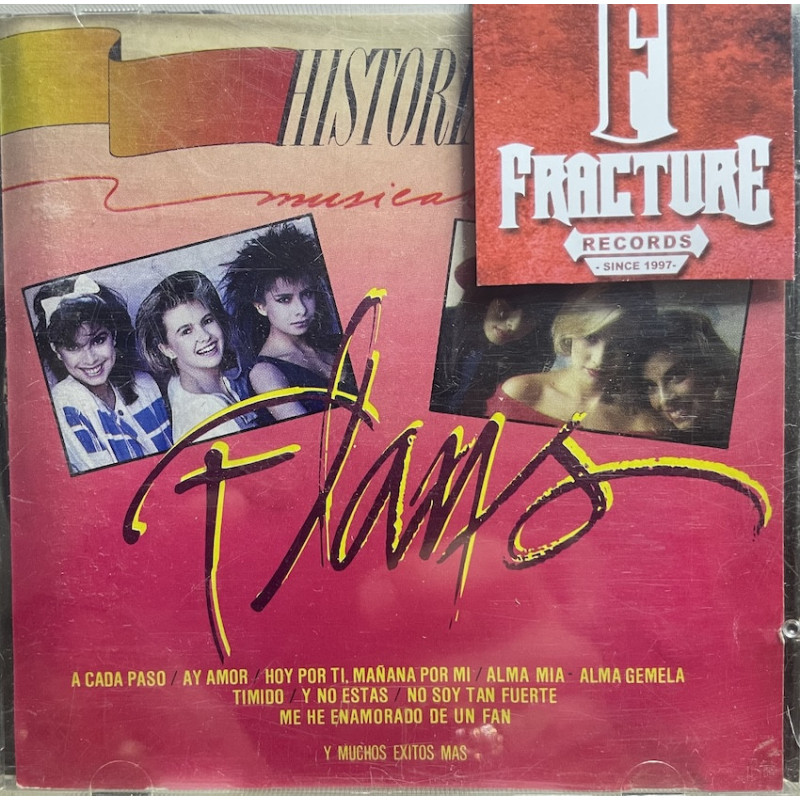 F
FRACTURE
RECORDS
- SINCE 1997-
musica
Flans
A CADA PASO / AY AMOR / HOY POR TI, MAÑANA POR MI / ALMA MIA - ALMA GEMELA
TIMIDO / Y NO ESTAS / NO SOY TAN FUERTE
ME HE ENAMORADO DE UN FAN
Y MUCHOS EXITOS MAS